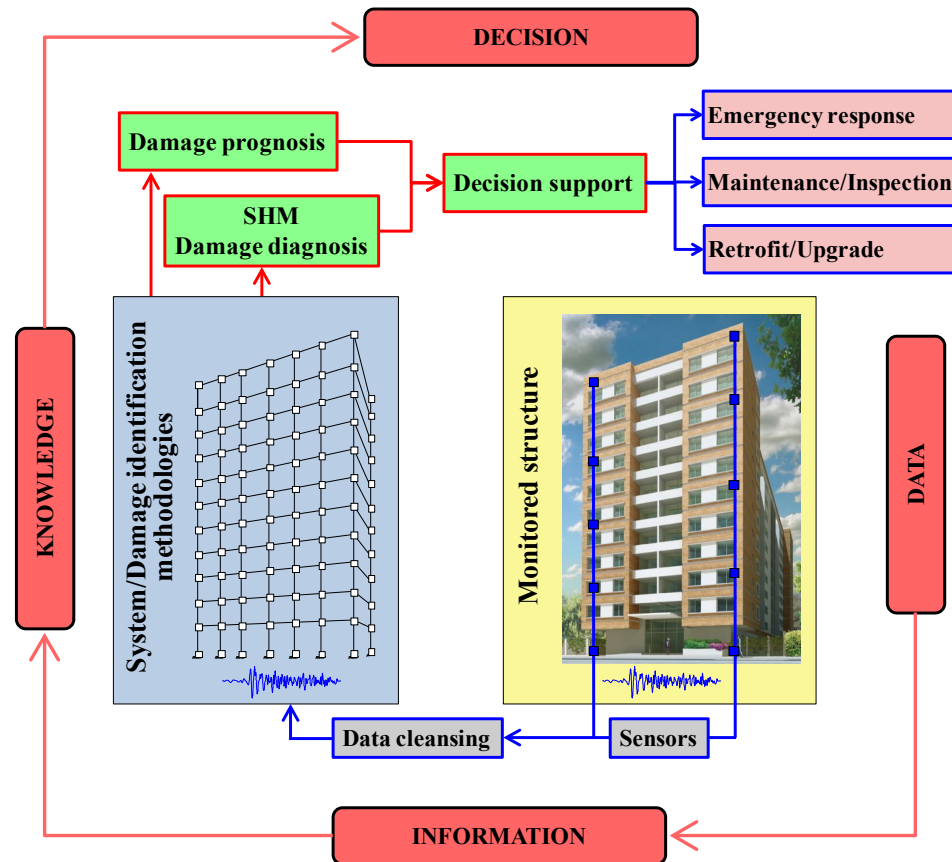 DECISION
Damage prognosis
SHM
Damage diagnosis
Decision support
Emergency response
Maintenance/Inspection
Retrofit/Upgrade
KNOWLEDGE
System/Damage identification
methodologies
Monitored structure
DATA
Data cleansing
Sensors
INFORMATION